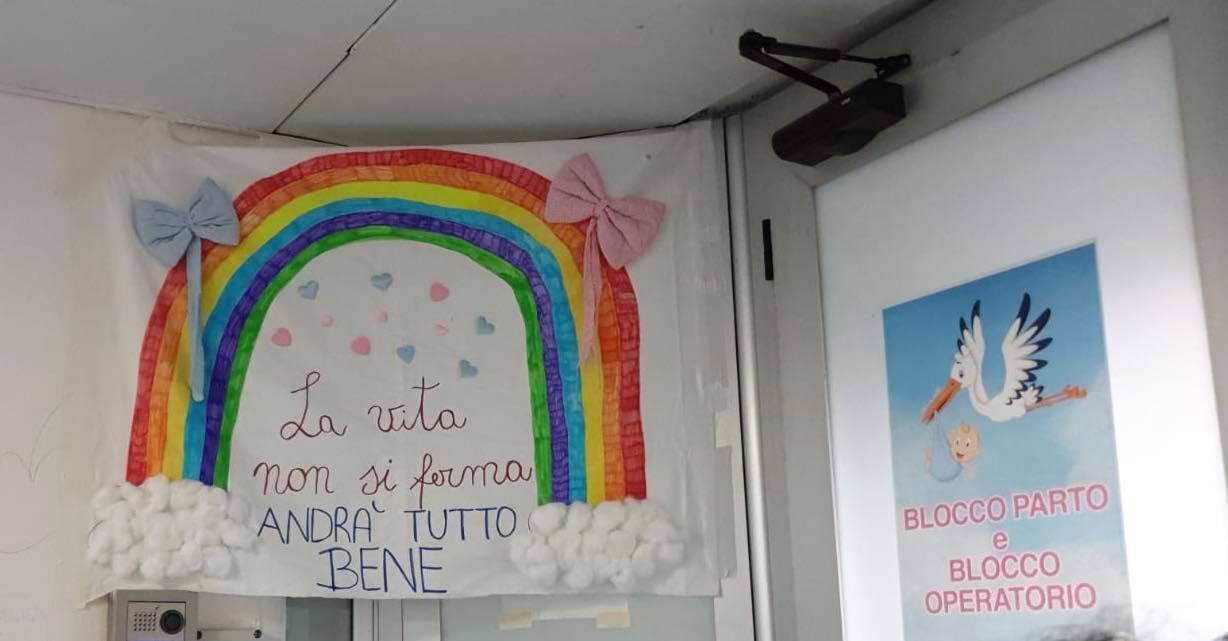 La vita
non si ferma
ANDRA' TUTTO
BENE
BLOCCO PARTO
e
BLOCCO
OPERATORIO